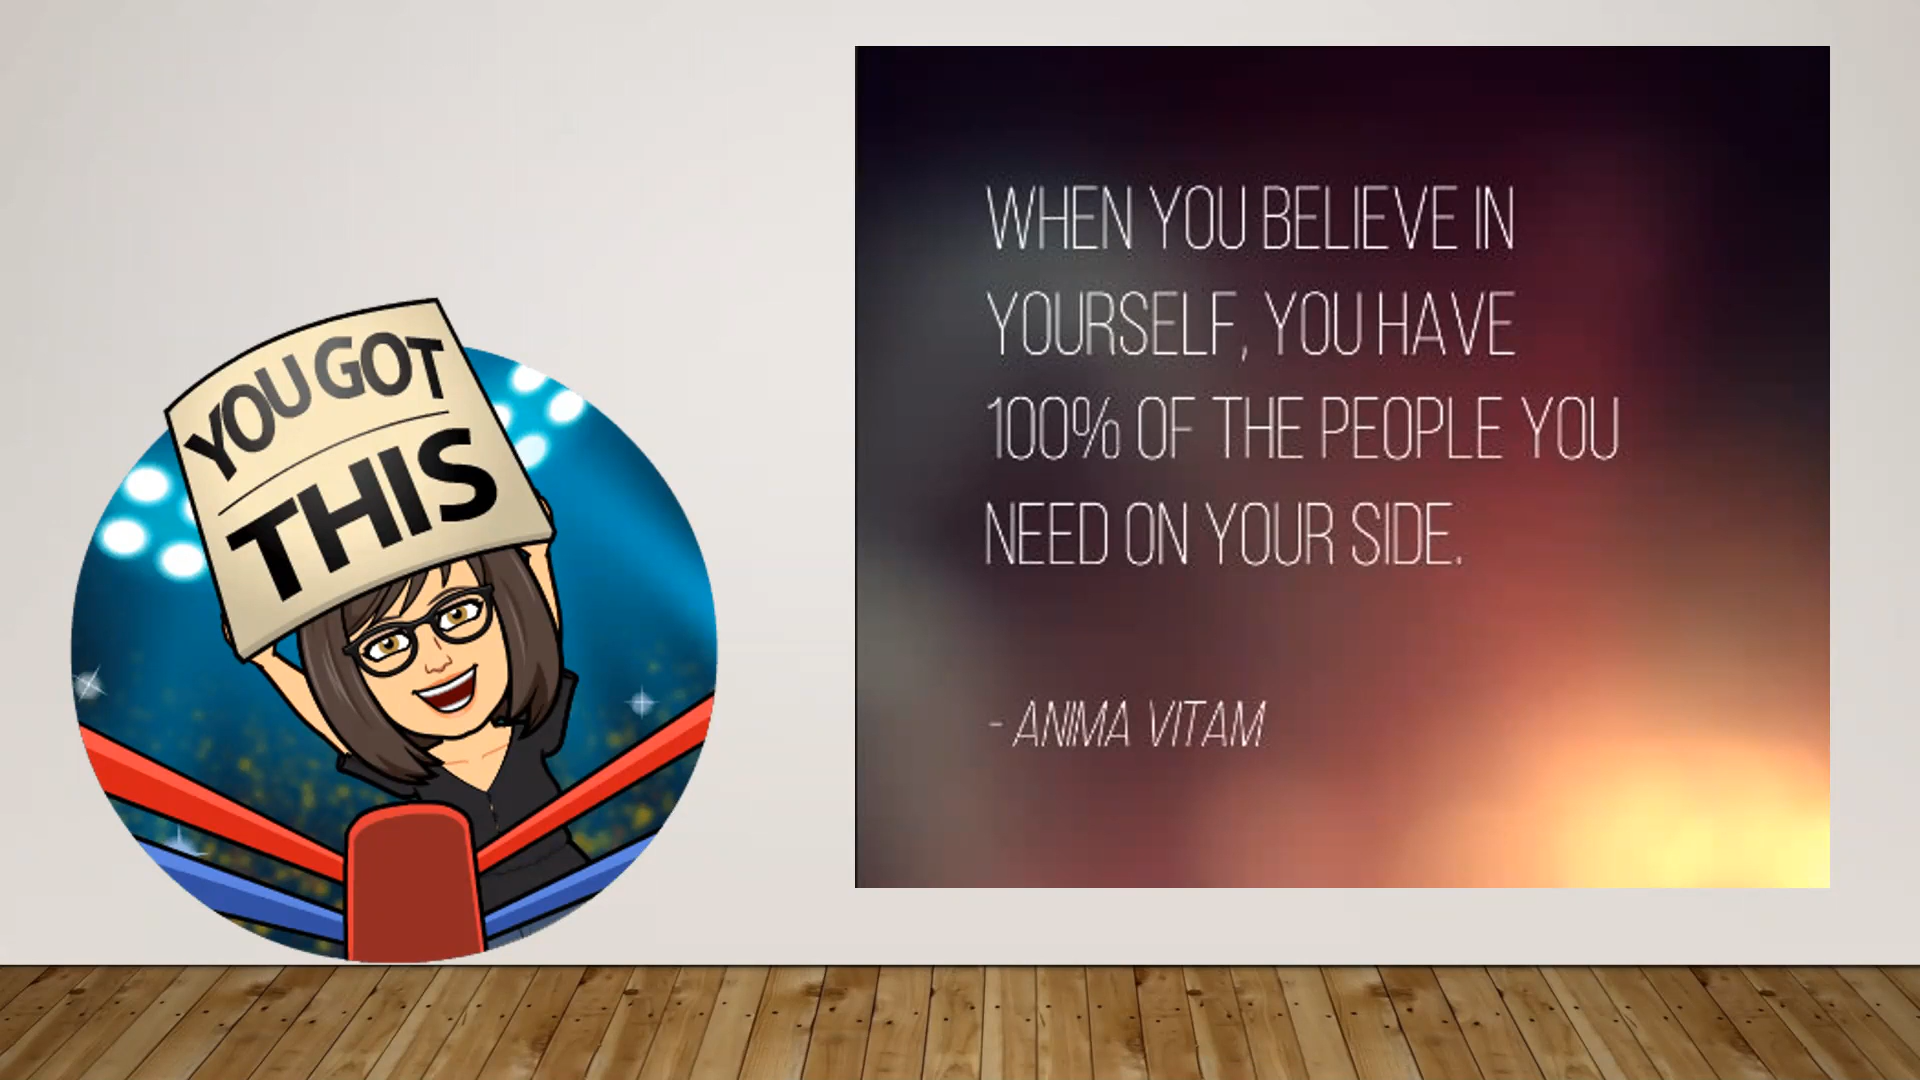 YOU GOT
THIS
WHEN YOU BELIEVE IN
YOURSELF, YOU HAVE
100% OF THE PEOPLE YOU
NEED ON YOUR SIDE.
- ANIMA VITAM